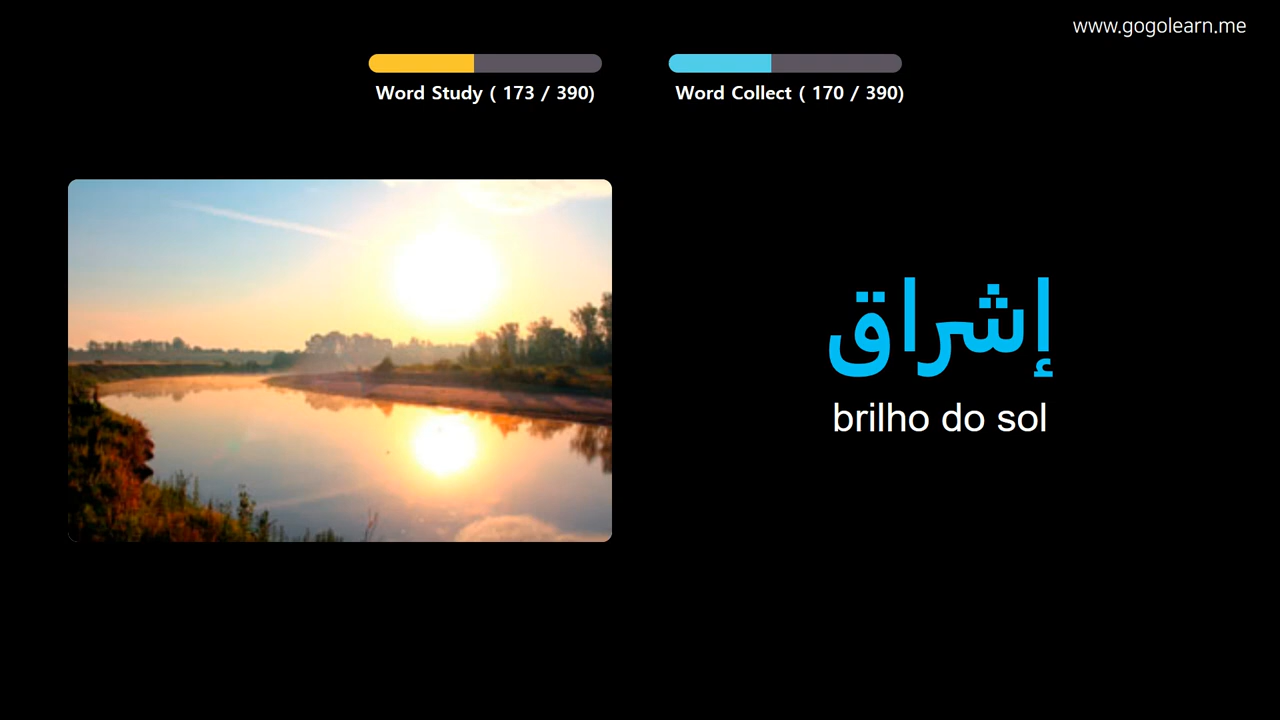 www.gogolearn.me
Word Study ( 173 / 390)
Word Collect ( 170 / 390)
إشراق
brilho do sol